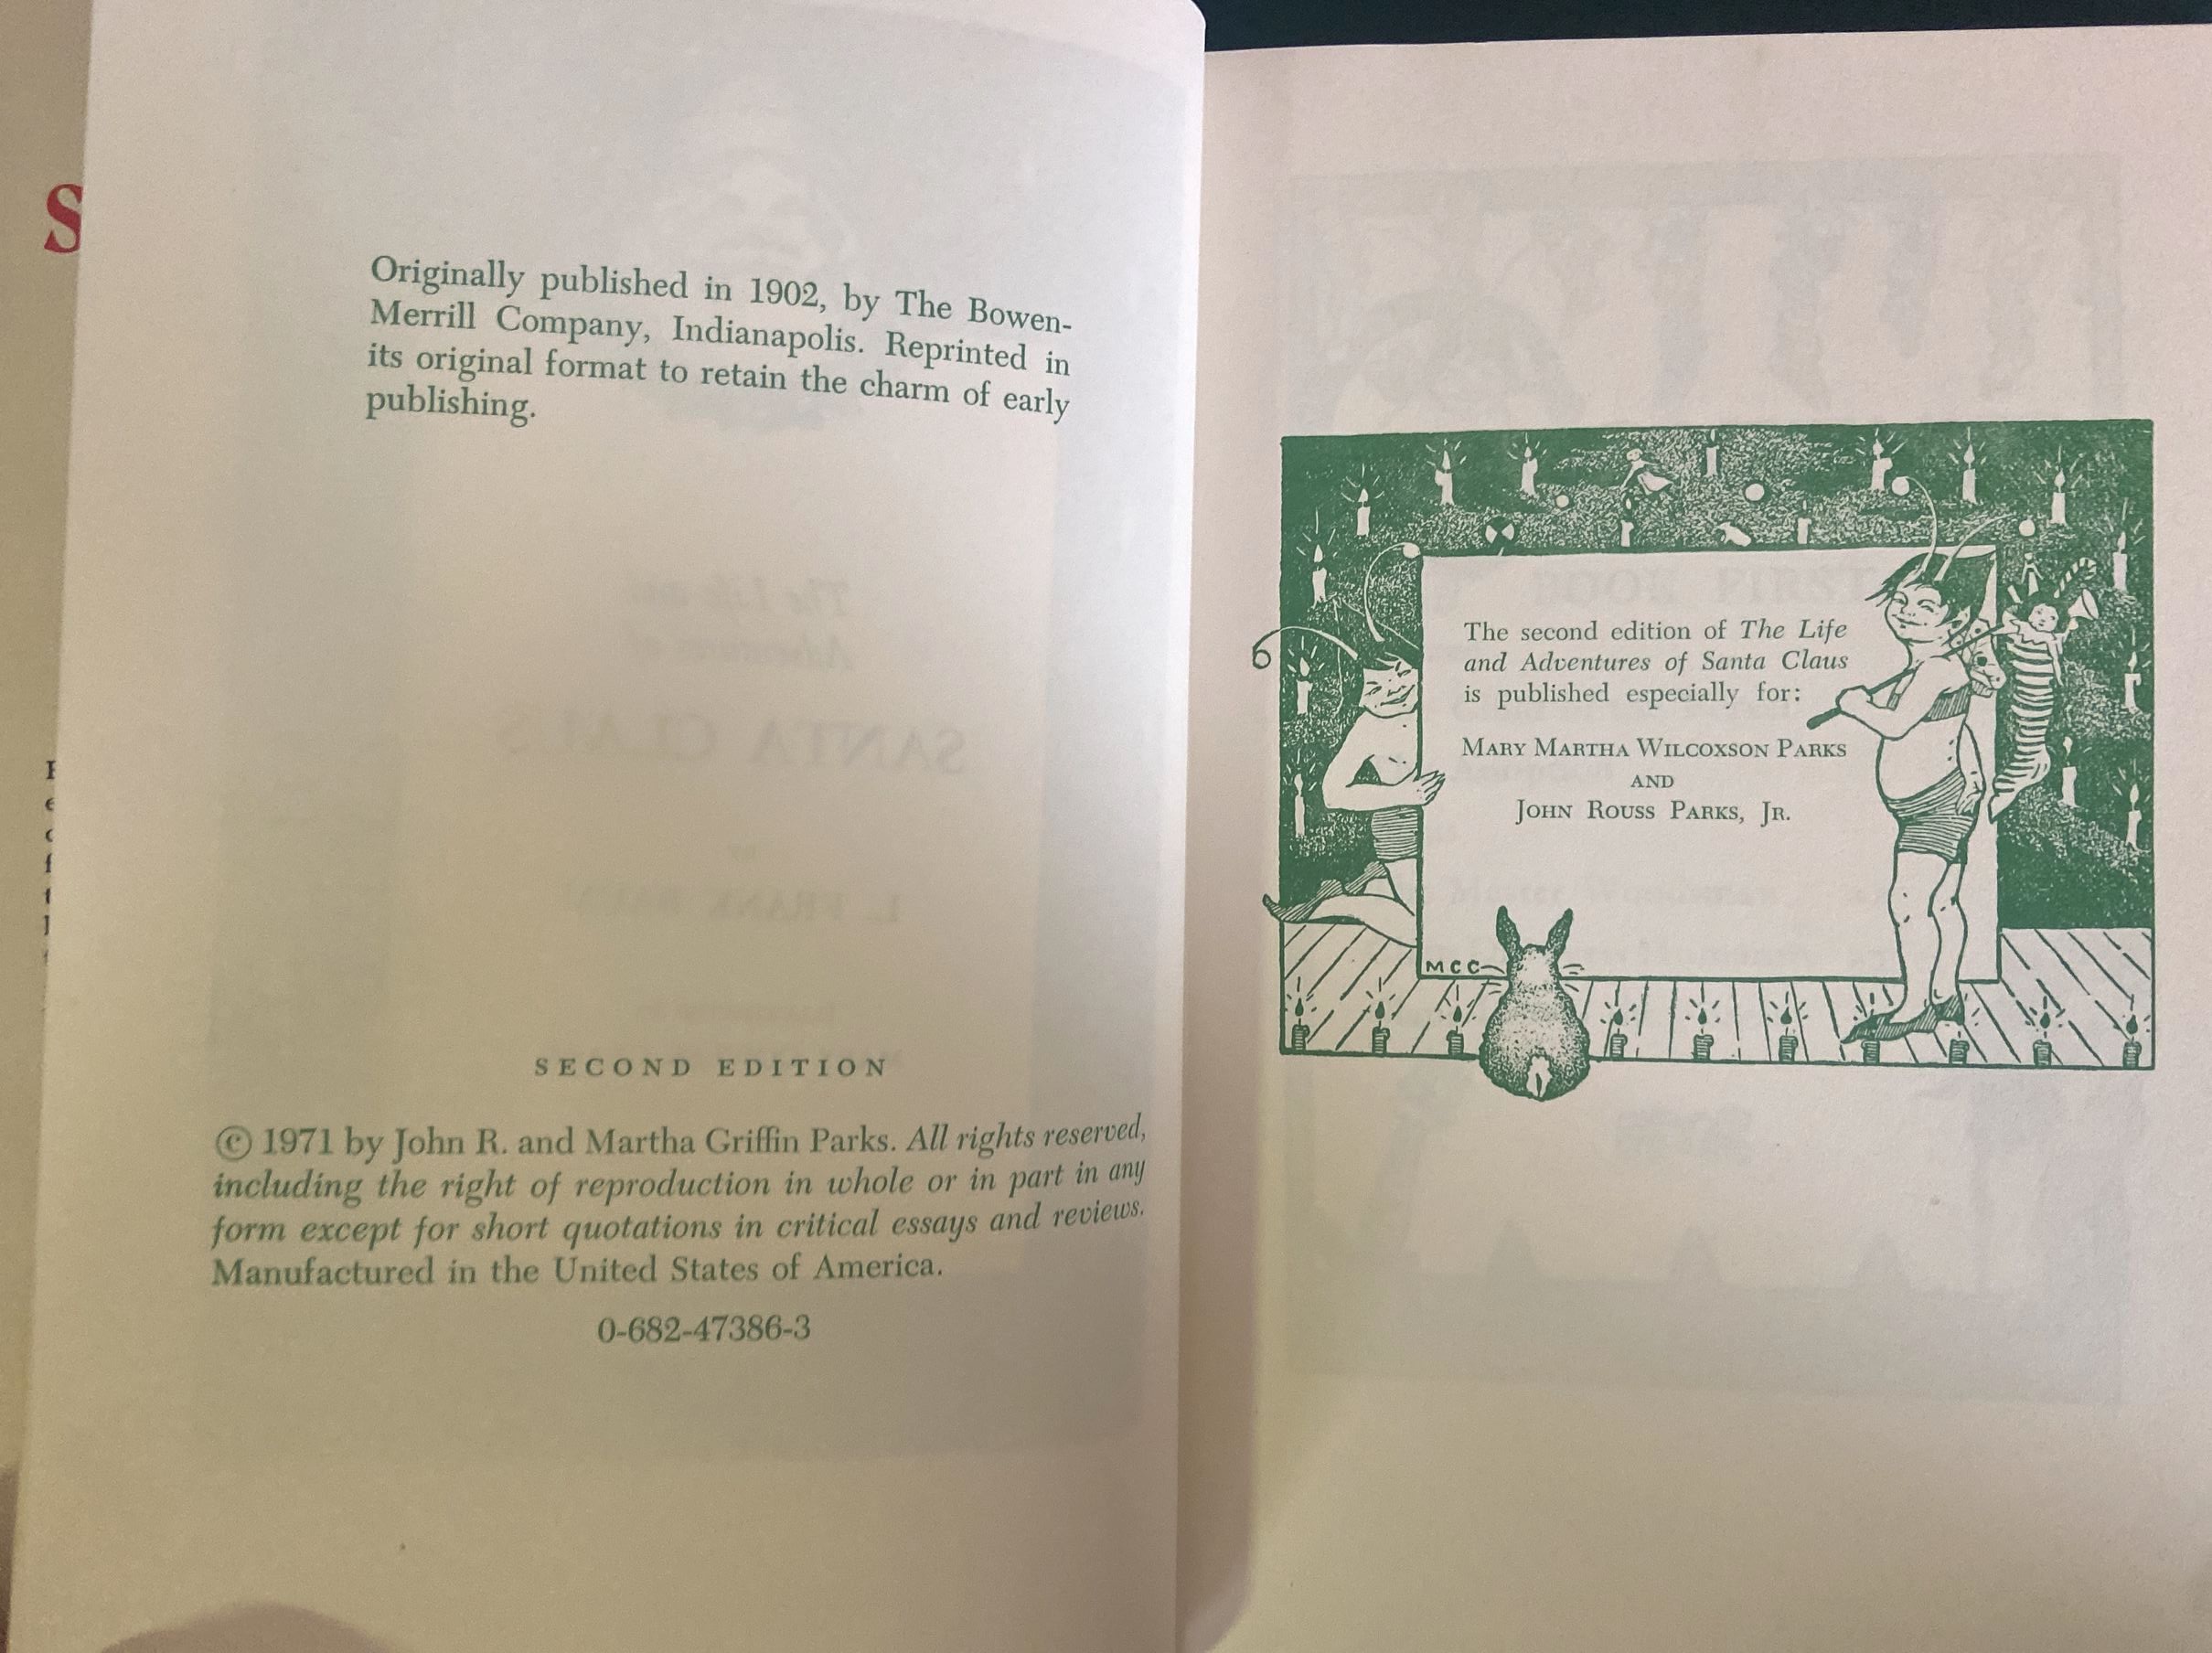 S
Originally published in 1902, by The Bowen-
Merrill Company, Indianapolis. Reprinted in
its original format to retain the charm of early
publishing.
SECOND EDITION
© 1971 by John R. and Martha Griffin Parks. All rights reserved,
including the right of reproduction in whole or in part in any
form except for short quotations in critical essays and reviews.
Manufactured in the United States of America.
0-682-47386-3
The second edition of The Life
and Adventures of Santa Claus
is published especially for:
MARY MARTHA WILCOXSON PARKS
AND
JOHN ROUSS PARKS, JR.
MCC